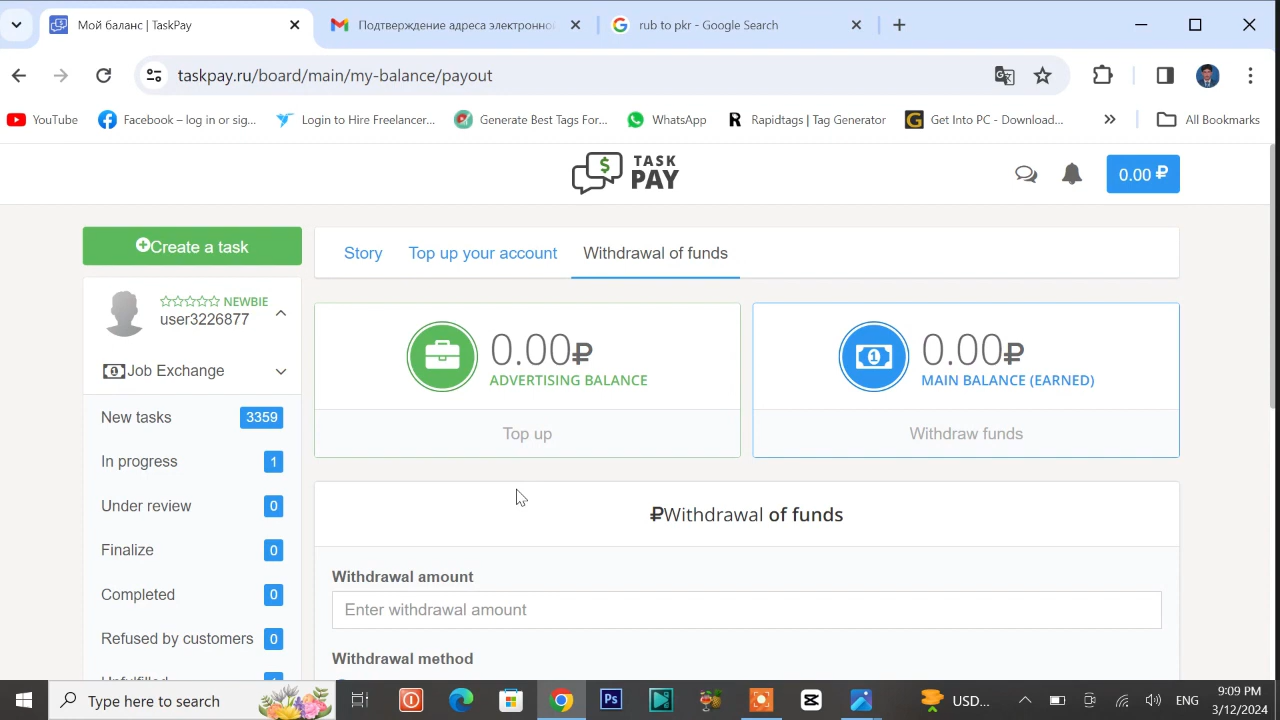 Мой баланс | TaskPay
Подтверждение адреса электронно
rub to pkr - Google Search
taskpay.ru/board/main/my-balance/payout
YouTube
Facebook – log in or sig...
Login to Hire Freelancer...
Generate Best Tags For...
WhatsApp
Rapidtags | Tag Generator
Get Into PC - Download...
All Bookmarks
TASK
PAY
0.00 ₽
Create a task
Story
Top up your account
Withdrawal of funds
NEWBIE
user3226877
Job Exchange
0.00₽
ADVERTISING BALANCE
0.00₽
MAIN BALANCE (EARNED)
Top up
Withdraw funds
New tasks 3359
In progress 1
Under review 0
Finalize 0
Completed 0
Refused by customers 0
₽Withdrawal of funds
Withdrawal amount
Enter withdrawal amount
Withdrawal method
Type here to search
USD...
ENG
9:09 PM
3/12/2024